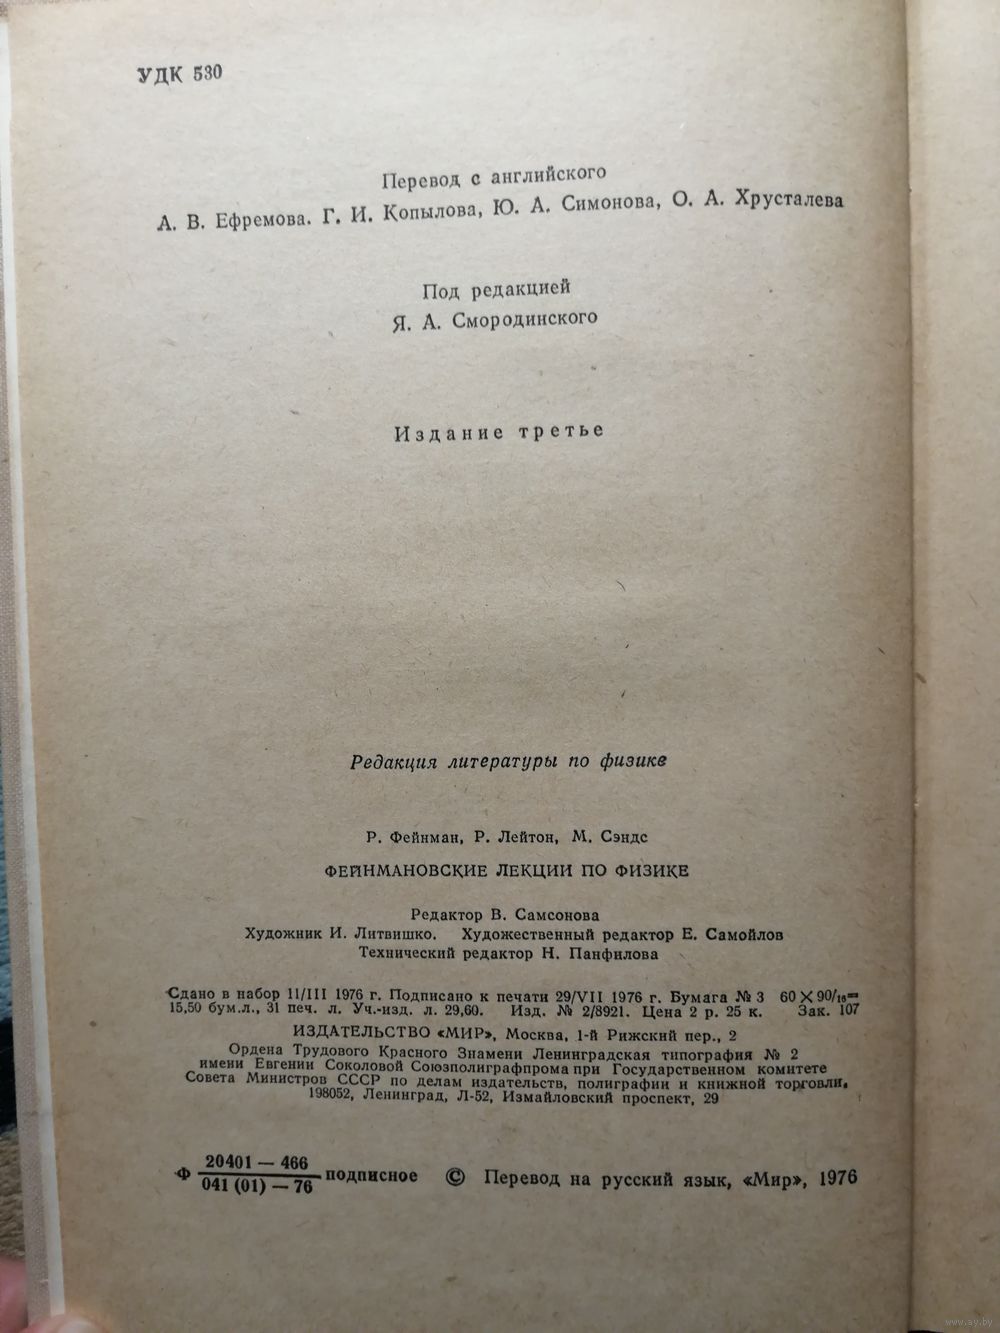 УДК 530
Перевод с английского
А. В. Ефремова. Г. И. Копылова, Ю. А. Симонова, О. А. Хрусталева
Под редакцией
Я. А. Смородинского
Издание третье
Редакция литературы по физике
Р. Фейнман, Р. Лейтон, М. Сэндс
ФЕЙНМАНОВСКИЕ ЛЕКЦИИ ПО ФИЗИКЕ
Редактор В. Самсонова
Художник И. Литвишко. Художественный редактор Е. Самойлов
Технический редактор Н. Панфилова
Сдано в набор 11/III 1976 г. Подписано к печати 29/VII 1976 г. Бумага № 3 60×90/16=
15,50 бум.л., 31 печ. л. Уч.-изд. л. 29,60. Изд. № 2/8921. Цена 2 р. 25 к. Зак. 107
ИЗДАТЕЛЬСТВО «МИР», Москва, 1-й Рижский пер., 2
Ордена Трудового Красного Знамени Ленинградская типография № 2
имени Евгении Соколовой Союзполиграфпрома при Государственном комитете
Совета Министров СССР по делам издательств, полиграфии и книжной торговли.
198052, Ленинград, Л-52, Измайловский проспект, 29
Ф 20401 — 466 / 041 (01) — 76 подписное © Перевод на русский язык, «Мир», 1976
www.ay.by